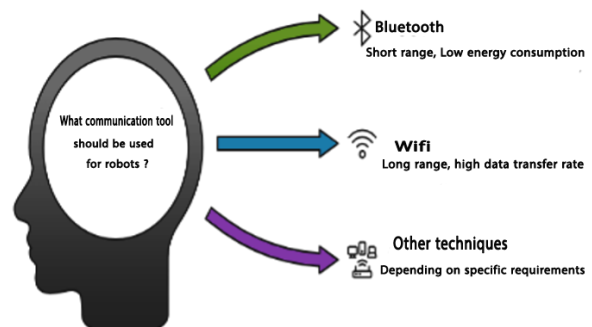 What communication tool
should be used
for robots ?
Bluetooth
Short range, Low energy consumption
Wifi
Long range, high data transfer rate
Other techniques
Depending on specific requirements